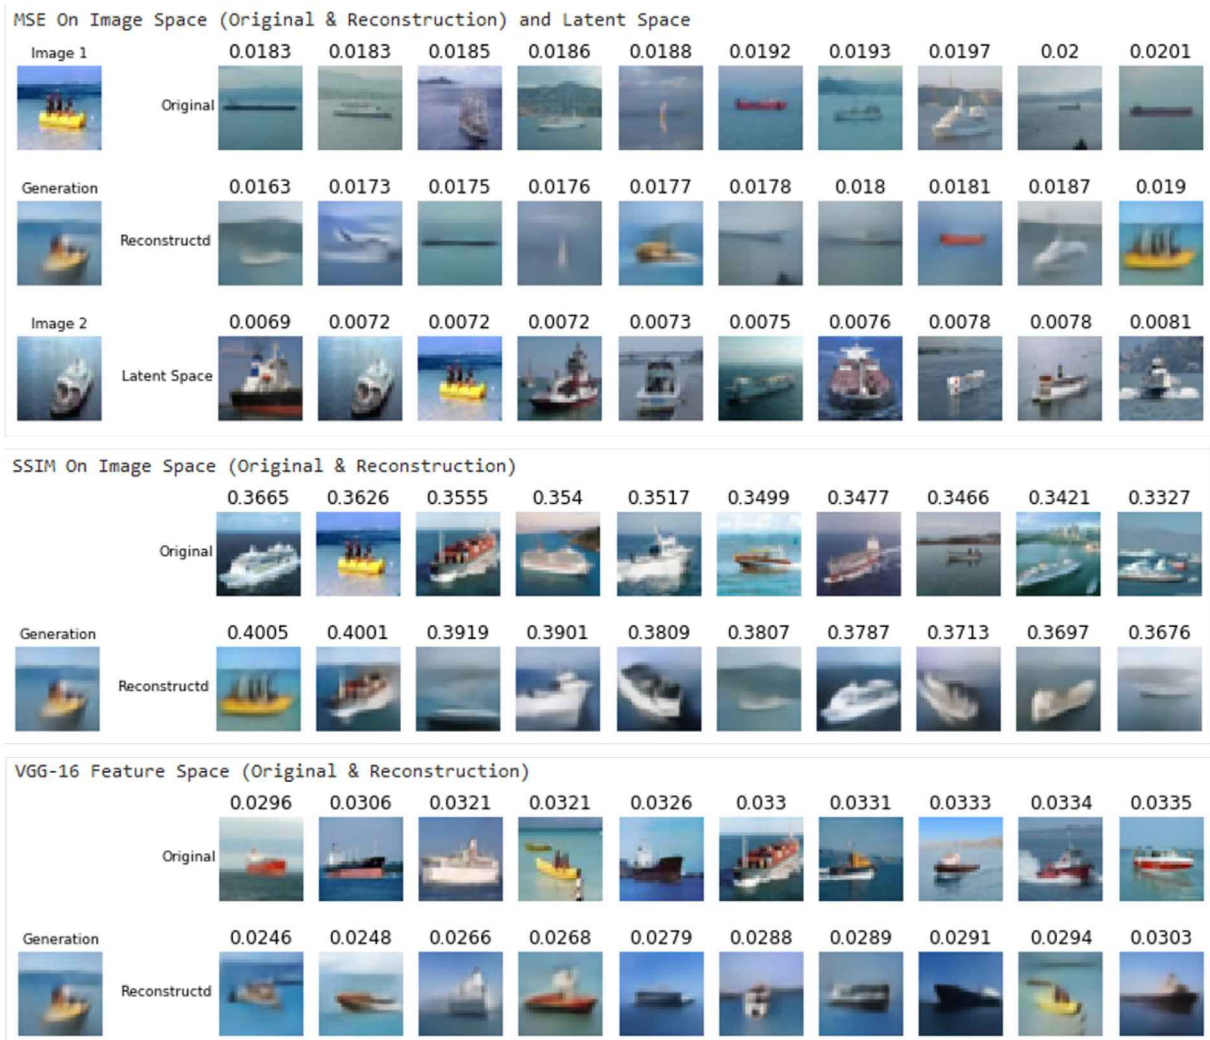 MSE On Image Space (Original & Reconstruction) and Latent Space
Image 1 0.0183 0.0183 0.0185 0.0186 0.0188 0.0192 0.0193 0.0197 0.02 0.0201
Original
Generation 0.0163 0.0173 0.0175 0.0176 0.0177 0.0178 0.018 0.0181 0.0187 0.019
Reconstructd
Image 2 0.0069 0.0072 0.0072 0.0072 0.0073 0.0075 0.0076 0.0078 0.0078 0.0081
Latent Space
SSIM On Image Space (Original & Reconstruction)
0.3665 0.3626 0.3555 0.354 0.3517 0.3499 0.3477 0.3466 0.3421 0.3327
Original
Generation 0.4005 0.4001 0.3919 0.3901 0.3809 0.3807 0.3787 0.3713 0.3697 0.3676
Reconstructd
VGG-16 Feature Space (Original & Reconstruction)
0.0296 0.0306 0.0321 0.0321 0.0326 0.033 0.0331 0.0333 0.0334 0.0335
Original
Generation 0.0246 0.0248 0.0266 0.0268 0.0279 0.0288 0.0289 0.0291 0.0294 0.0303
Reconstructd